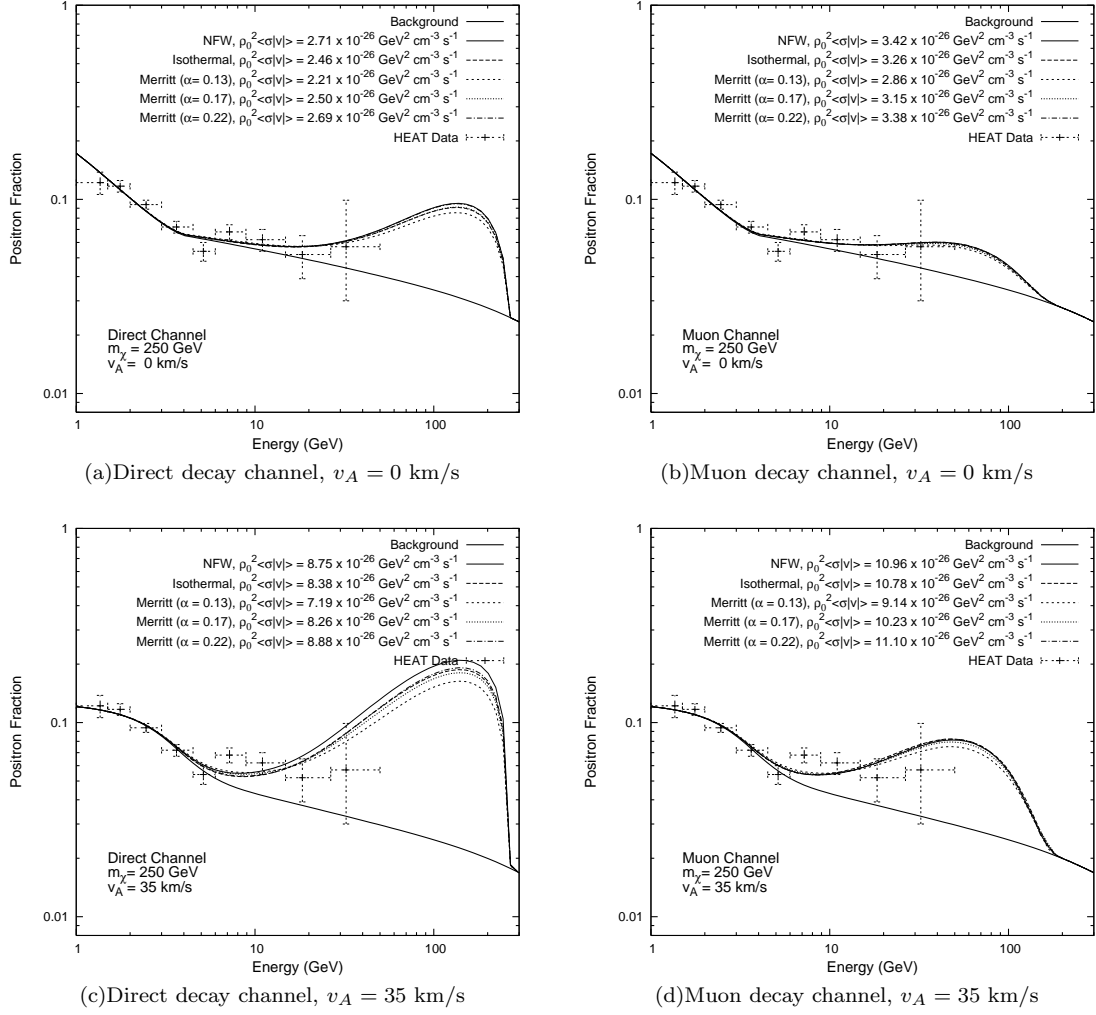 1
Background
NFW, ρ₀²<σ|v|> = 2.71 x 10⁻²⁶ GeV² cm⁻³ s⁻¹
Isothermal, ρ₀²<σ|v|> = 2.46 x 10⁻²⁶ GeV² cm⁻³ s⁻¹
Merritt (α= 0.13), ρ₀²<σ|v|> = 2.21 x 10⁻²⁶ GeV² cm⁻³ s⁻¹
Merritt (α= 0.17), ρ₀²<σ|v|> = 2.50 x 10⁻²⁶ GeV² cm⁻³ s⁻¹
Merritt (α= 0.22), ρ₀²<σ|v|> = 2.69 x 10⁻²⁶ GeV² cm⁻³ s⁻¹
HEAT Data
Positron Fraction
0.1
Direct Channel
m_χ = 250 GeV
v_A = 0 km/s
0.01
1 10 100
Energy (GeV)
(a)Direct decay channel, v_A = 0 km/s
1
Background
NFW, ρ₀²<σ|v|> = 3.42 x 10⁻²⁶ GeV² cm⁻³ s⁻¹
Isothermal, ρ₀²<σ|v|> = 3.26 x 10⁻²⁶ GeV² cm⁻³ s⁻¹
Merritt (α= 0.13), ρ₀²<σ|v|> = 2.86 x 10⁻²⁶ GeV² cm⁻³ s⁻¹
Merritt (α= 0.17), ρ₀²<σ|v|> = 3.15 x 10⁻²⁶ GeV² cm⁻³ s⁻¹
Merritt (α= 0.22), ρ₀²<σ|v|> = 3.38 x 10⁻²⁶ GeV² cm⁻³ s⁻¹
HEAT Data
Positron Fraction
0.1
Muon Channel
m_χ = 250 GeV
v_A = 0 km/s
0.01
1 10 100
Energy (GeV)
(b)Muon decay channel, v_A = 0 km/s
1
Background
NFW, ρ₀²<σ|v|> = 8.75 x 10⁻²⁶ GeV² cm⁻³ s⁻¹
Isothermal, ρ₀²<σ|v|> = 8.38 x 10⁻²⁶ GeV² cm⁻³ s⁻¹
Merritt (α = 0.13), ρ₀²<σ|v|> = 7.19 x 10⁻²⁶ GeV² cm⁻³ s⁻¹
Merritt (α = 0.17), ρ₀²<σ|v|> = 8.26 x 10⁻²⁶ GeV² cm⁻³ s⁻¹
Merritt (α = 0.22), ρ₀²<σ|v|> = 8.88 x 10⁻²⁶ GeV² cm⁻³ s⁻¹
HEAT Data
Positron Fraction
0.1
Direct Channel
m_χ = 250 GeV
v_A = 35 km/s
0.01
1 10 100
Energy (GeV)
(c)Direct decay channel, v_A = 35 km/s
1
Background
NFW, ρ₀²<σ|v|> = 10.96 x 10⁻²⁶ GeV² cm⁻³ s⁻¹
Isothermal, ρ₀²<σ|v|> = 10.78 x 10⁻²⁶ GeV² cm⁻³ s⁻¹
Merritt (α = 0.13), ρ₀²<σ|v|> = 9.14 x 10⁻²⁶ GeV² cm⁻³ s⁻¹
Merritt (α = 0.17), ρ₀²<σ|v|> = 10.23 x 10⁻²⁶ GeV² cm⁻³ s⁻¹
Merritt (α = 0.22), ρ₀²<σ|v|> = 11.10 x 10⁻²⁶ GeV² cm⁻³ s⁻¹
HEAT Data
Positron Fraction
0.1
Muon Channel
m_χ = 250 GeV
v_A = 35 km/s
0.01
1 10 100
Energy (GeV)
(d)Muon decay channel, v_A = 35 km/s